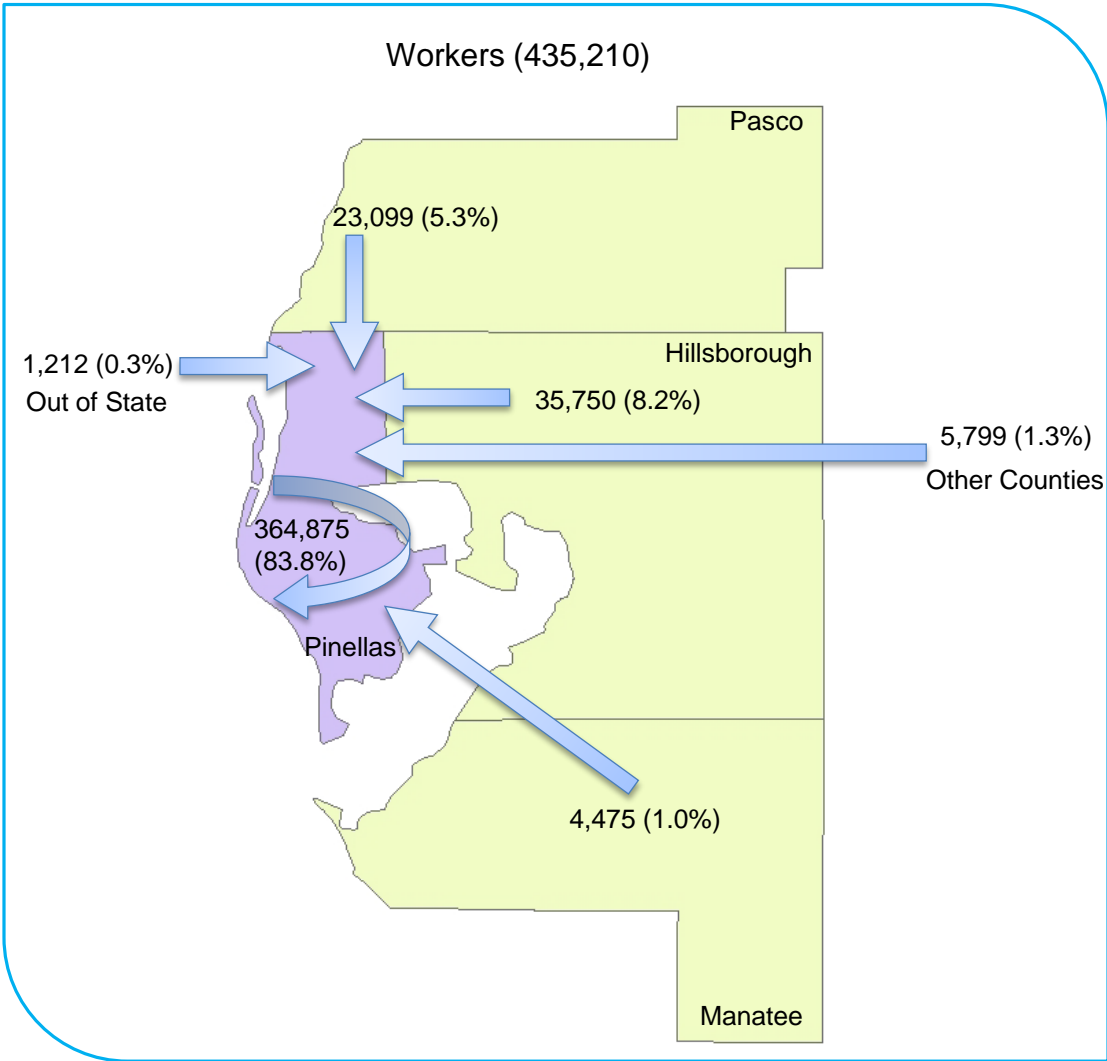 Workers (435,210)
Pasco
23,099 (5.3%)
Hillsborough
1,212 (0.3%)
Out of State
35,750 (8.2%)
5,799 (1.3%)
Other Counties
364,875
(83.8%)
Pinellas
4,475 (1.0%)
Manatee